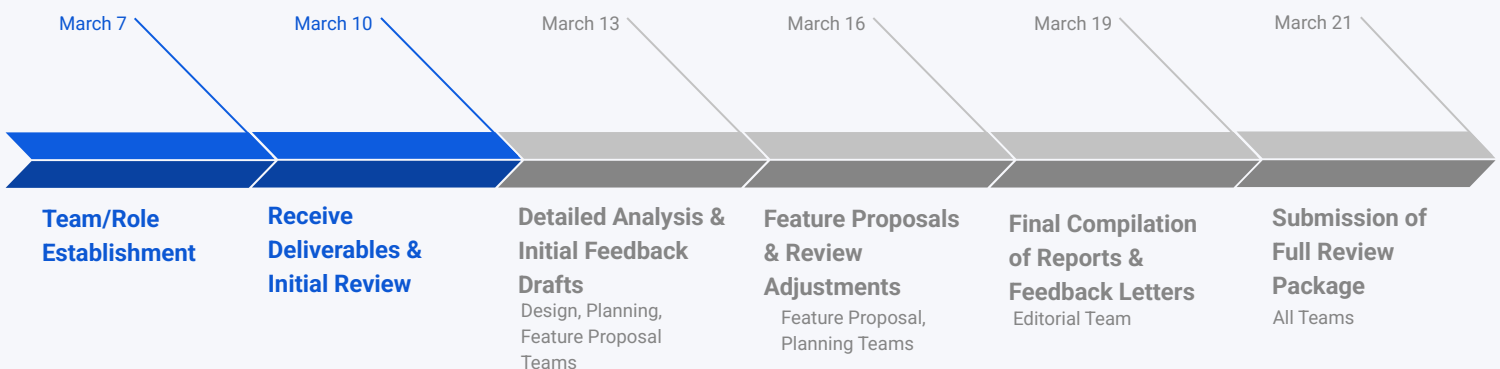 March 7
March 10
March 13
March 16
March 19
March 21
Team/Role
Establishment
Receive
Deliverables &
Initial Review
Detailed Analysis &
Initial Feedback
Drafts
Design, Planning,
Feature Proposal
Teams
Feature Proposals
& Review
Adjustments
Feature Proposal,
Planning Teams
Final Compilation
of Reports &
Feedback Letters
Editorial Team
Submission of
Full Review
Package
All Teams